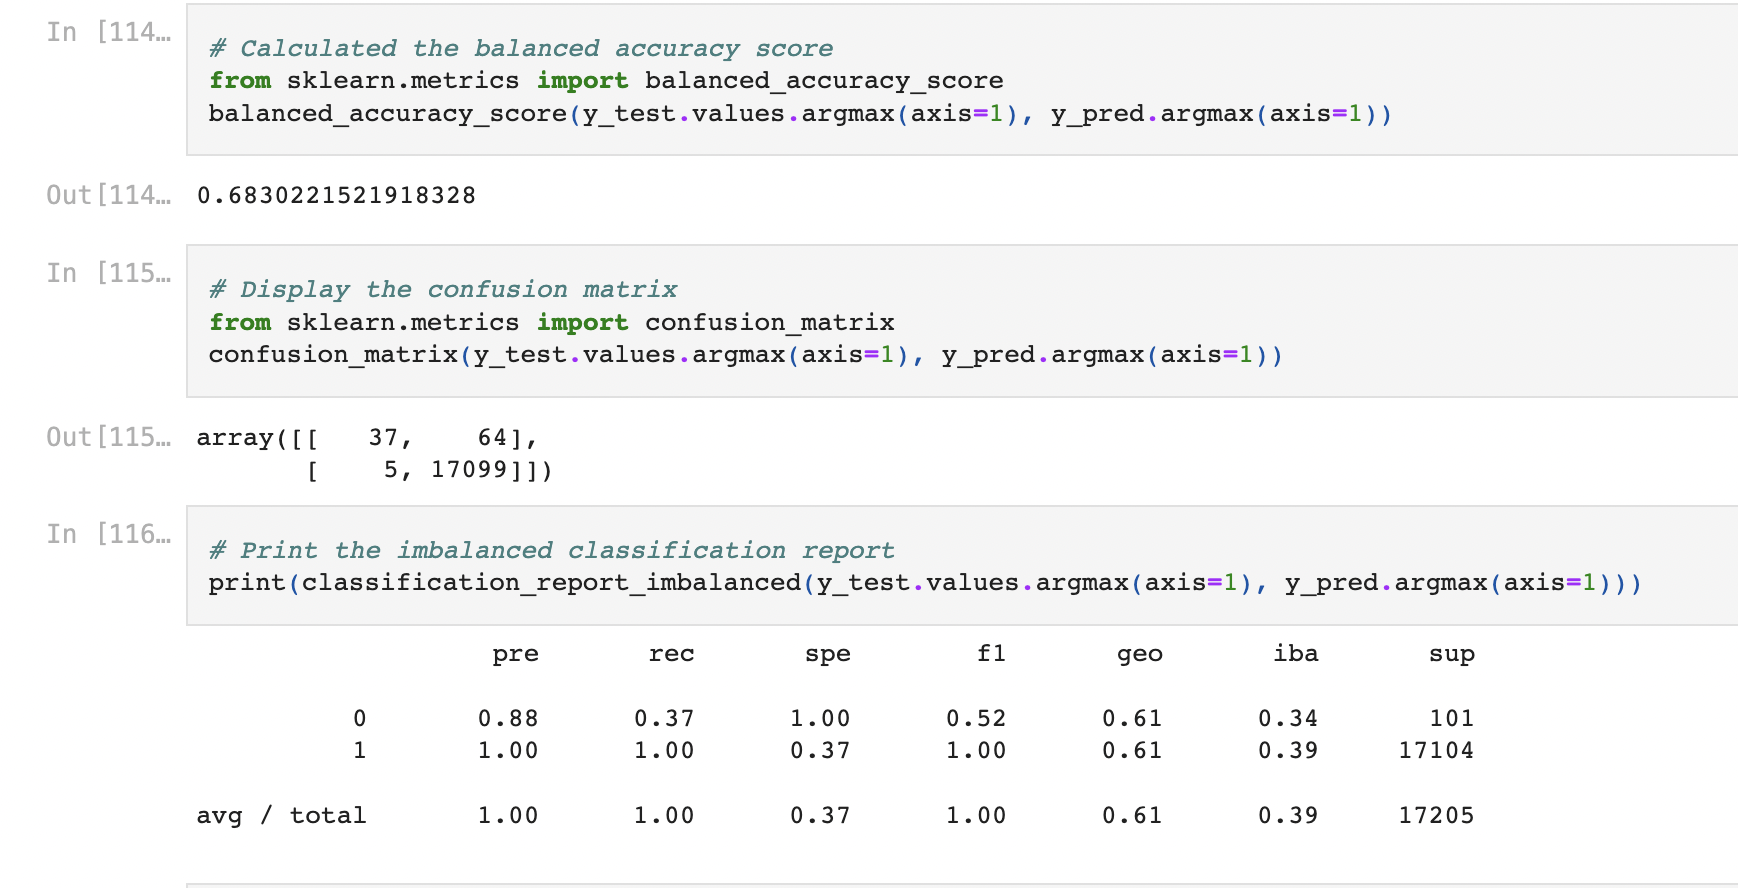 In [114…
# Calculated the balanced accuracy score
from sklearn.metrics import balanced_accuracy_score
balanced_accuracy_score(y_test.values.argmax(axis=1), y_pred.argmax(axis=1))
Out[114… 0.6830221521918328
In [115…
# Display the confusion matrix
from sklearn.metrics import confusion_matrix
confusion_matrix(y_test.values.argmax(axis=1), y_pred.argmax(axis=1))
Out[115… array([[   37,    64],
       [    5, 17099]])
In [116…
# Print the imbalanced classification report
print(classification_report_imbalanced(y_test.values.argmax(axis=1), y_pred.argmax(axis=1)))
pre rec spe f1 geo iba sup
0 0.88 0.37 1.00 0.52 0.61 0.34 101
1 1.00 1.00 0.37 1.00 0.61 0.39 17104
avg / total 1.00 1.00 0.37 1.00 0.61 0.39 17205